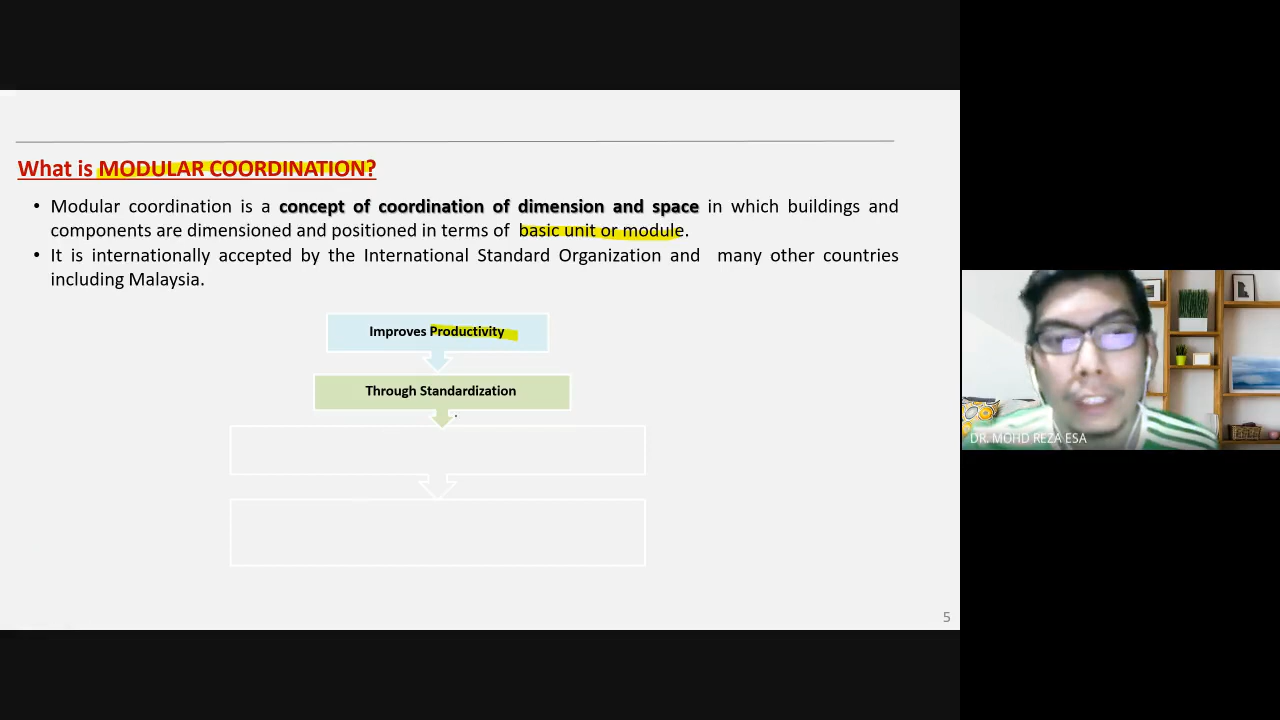 What is MODULAR COORDINATION?
• Modular coordination is a concept of coordination of dimension and space in which buildings and
components are dimensioned and positioned in terms of basic unit or module.
• It is internationally accepted by the International Standard Organization and many other countries
including Malaysia.
Improves Productivity
Through Standardization
5
DR. MOHD REZA ESA